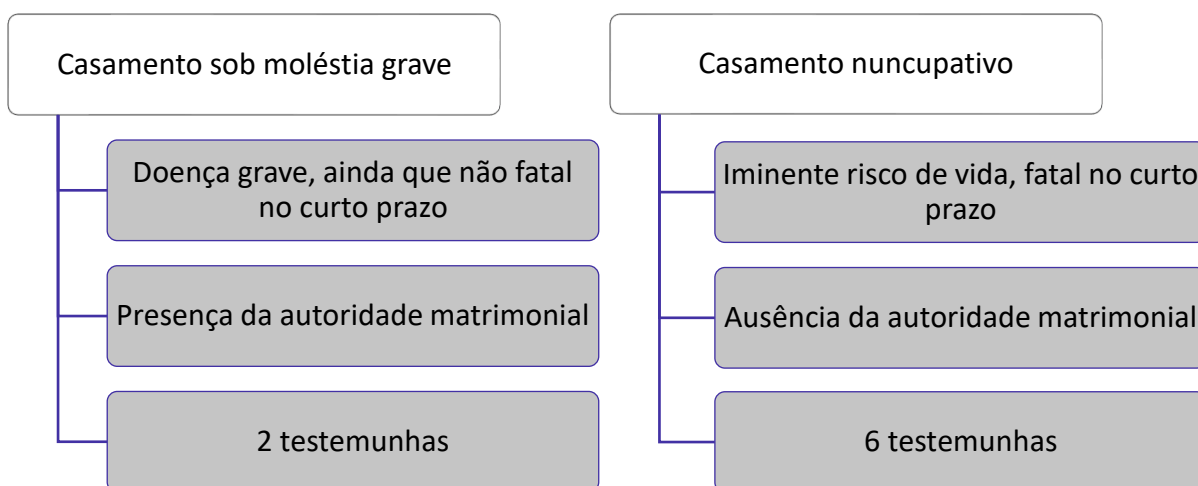 Casamento sob moléstia grave
Doença grave, ainda que não fatal
no curto prazo
Presença da autoridade matrimonial
2 testemunhas
Casamento nuncupativo
Iminente risco de vida, fatal no curto
prazo
Ausência da autoridade matrimonial
6 testemunhas